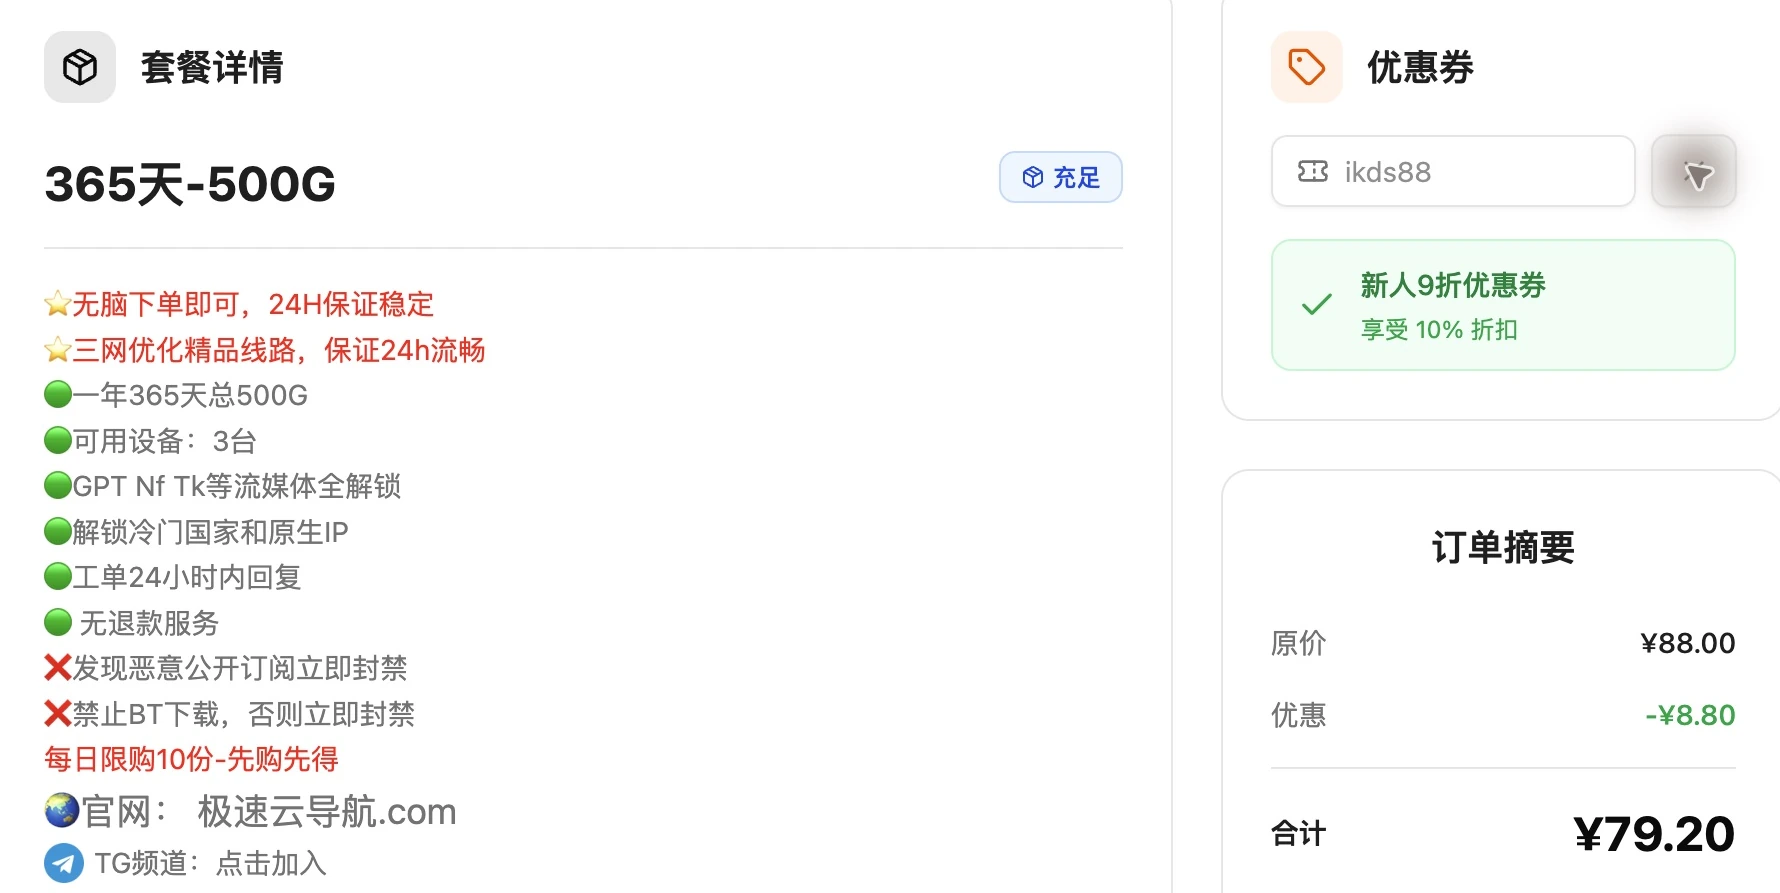 套餐详情
365天-500G
充足
⭐无脑下单即可，24H保证稳定
⭐三网优化精品线路，保证24h流畅
🟢一年365天总500G
🟢可用设备：3台
🟢GPT Nf Tk等流媒体全解锁
🟢解锁冷门国家和原生IP
🟢工单24小时内回复
🟢 无退款服务
❌发现恶意公开订阅立即封禁
❌禁止BT下载，否则立即封禁
每日限购10份-先购先得
🌏官网： 极速云导航.com
TG频道：点击加入
优惠券
ikds88
新人9折优惠券
享受 10% 折扣
订单摘要
原价 ¥88.00
优惠 -¥8.80
合计 ¥79.20